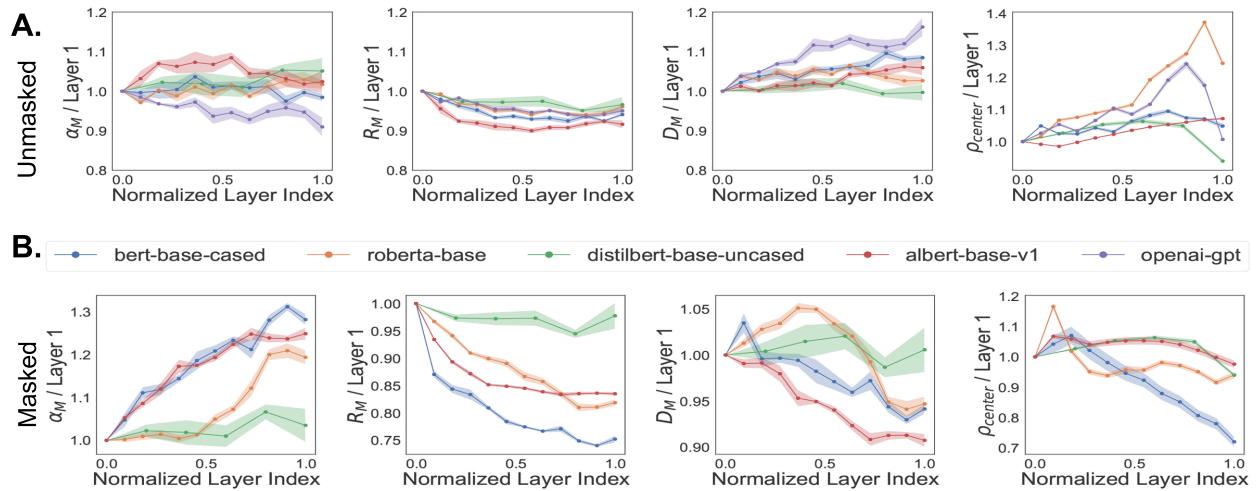 A.
Unmasked
α_M / Layer 1
1.2
1.1
1.0
0.9
0.8
0.0 0.5 1.0
Normalized Layer Index
R_M / Layer 1
1.2
1.1
1.0
0.9
0.8
0.0 0.5 1.0
Normalized Layer Index
D_M / Layer 1
1.2
1.1
1.0
0.9
0.8
0.0 0.5 1.0
Normalized Layer Index
ρ_center / Layer 1
1.4
1.3
1.2
1.1
1.0
0.0 0.5 1.0
Normalized Layer Index
B.
bert-base-cased roberta-base distilbert-base-uncased albert-base-v1 openai-gpt
Masked
α_M / Layer 1
1.3
1.2
1.1
1.0
0.0 0.5 1.0
Normalized Layer Index
R_M / Layer 1
1.00
0.95
0.90
0.85
0.80
0.75
0.0 0.5 1.0
Normalized Layer Index
D_M / Layer 1
1.05
1.00
0.95
0.90
0.0 0.5 1.0
Normalized Layer Index
ρ_center / Layer 1
1.2
1.1
1.0
0.9
0.8
0.7
0.0 0.5 1.0
Normalized Layer Index